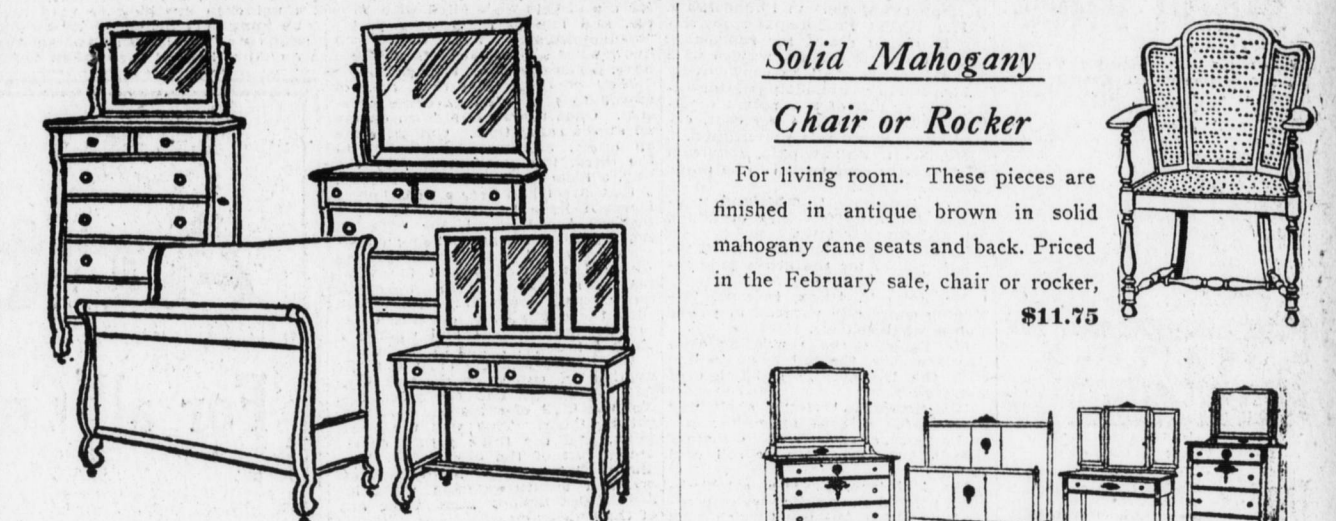 Solid Mahogany
Chair or Rocker
For living room. These pieces are
finished in antique brown in solid
mahogany cane seats and back. Priced
in the February sale, chair or rocker,
$11.75